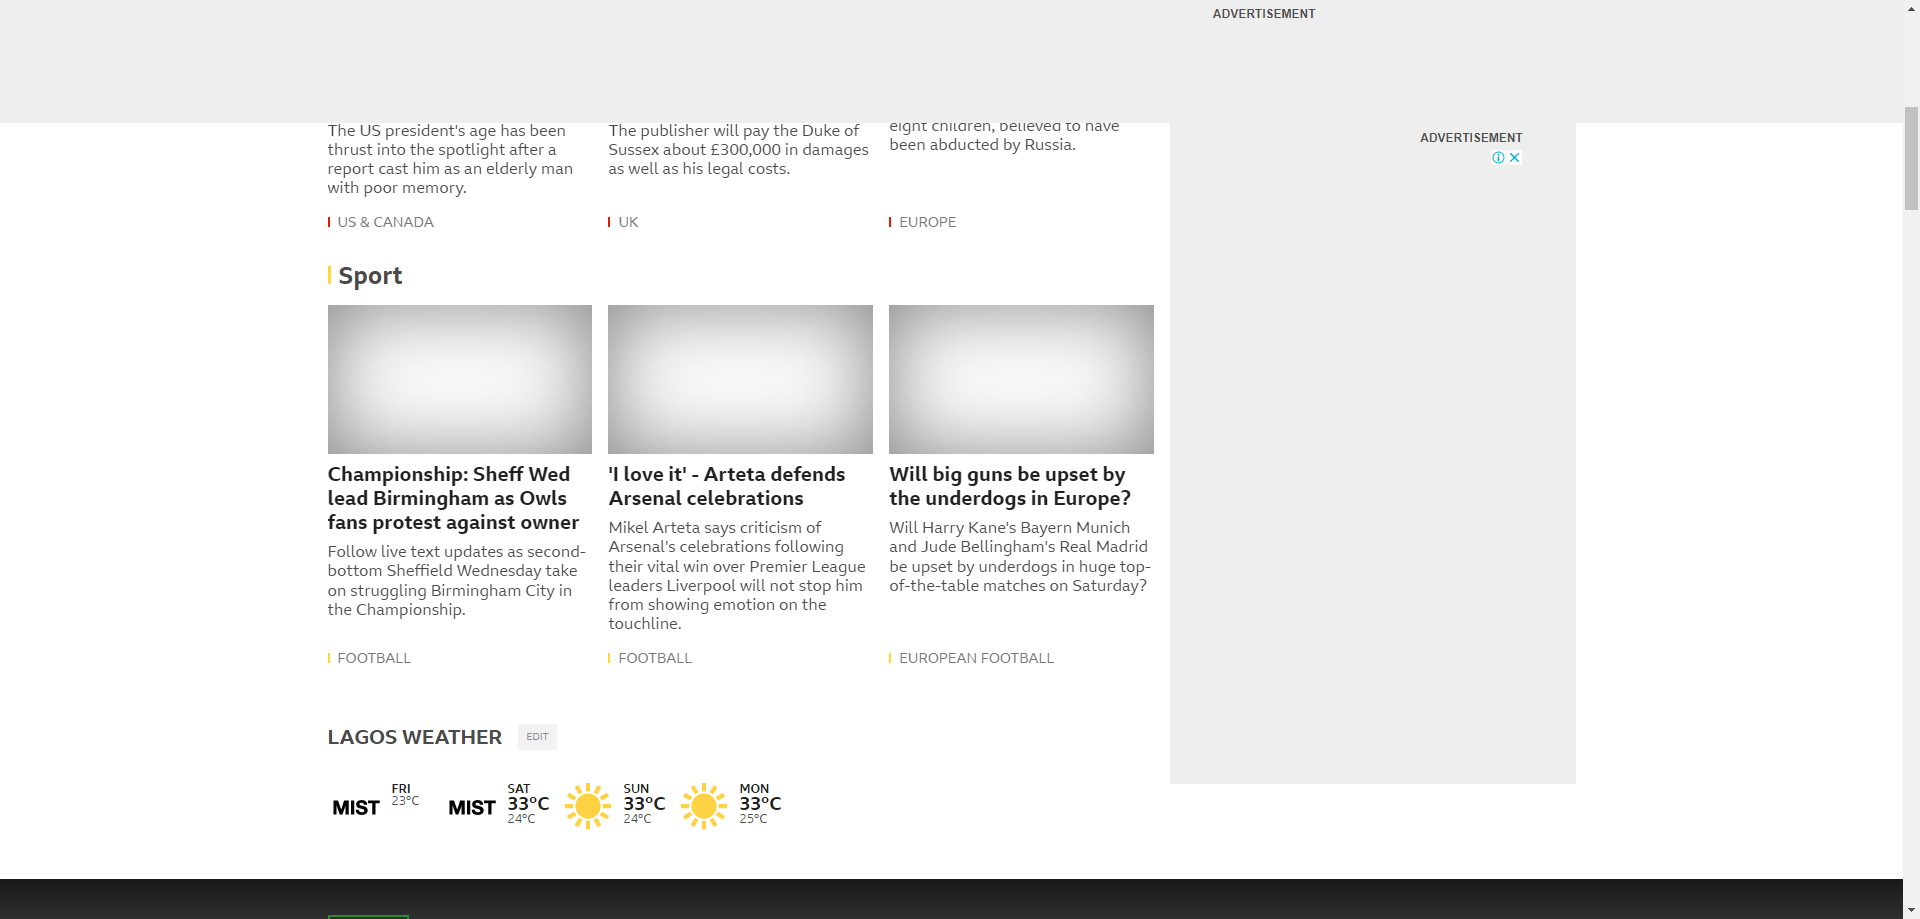 ADVERTISEMENT
The US president's age has been
thrust into the spotlight after a
report cast him as an elderly man
with poor memory.
US & CANADA
The publisher will pay the Duke of
Sussex about £300,000 in damages
as well as his legal costs.
UK
eight children, believed to have
been abducted by Russia.
EUROPE
ADVERTISEMENT
Sport
Championship: Sheff Wed
lead Birmingham as Owls
fans protest against owner
Follow live text updates as second-
bottom Sheffield Wednesday take
on struggling Birmingham City in
the Championship.
FOOTBALL
'I love it' - Arteta defends
Arsenal celebrations
Mikel Arteta says criticism of
Arsenal's celebrations following
their vital win over Premier League
leaders Liverpool will not stop him
from showing emotion on the
touchline.
FOOTBALL
Will big guns be upset by
the underdogs in Europe?
Will Harry Kane's Bayern Munich
and Jude Bellingham's Real Madrid
be upset by underdogs in huge top-
of-the-table matches on Saturday?
EUROPEAN FOOTBALL
LAGOS WEATHER
EDIT
MIST
FRI
23°C
MIST
SAT
33°C
24°C
SUN
33°C
24°C
MON
33°C
25°C